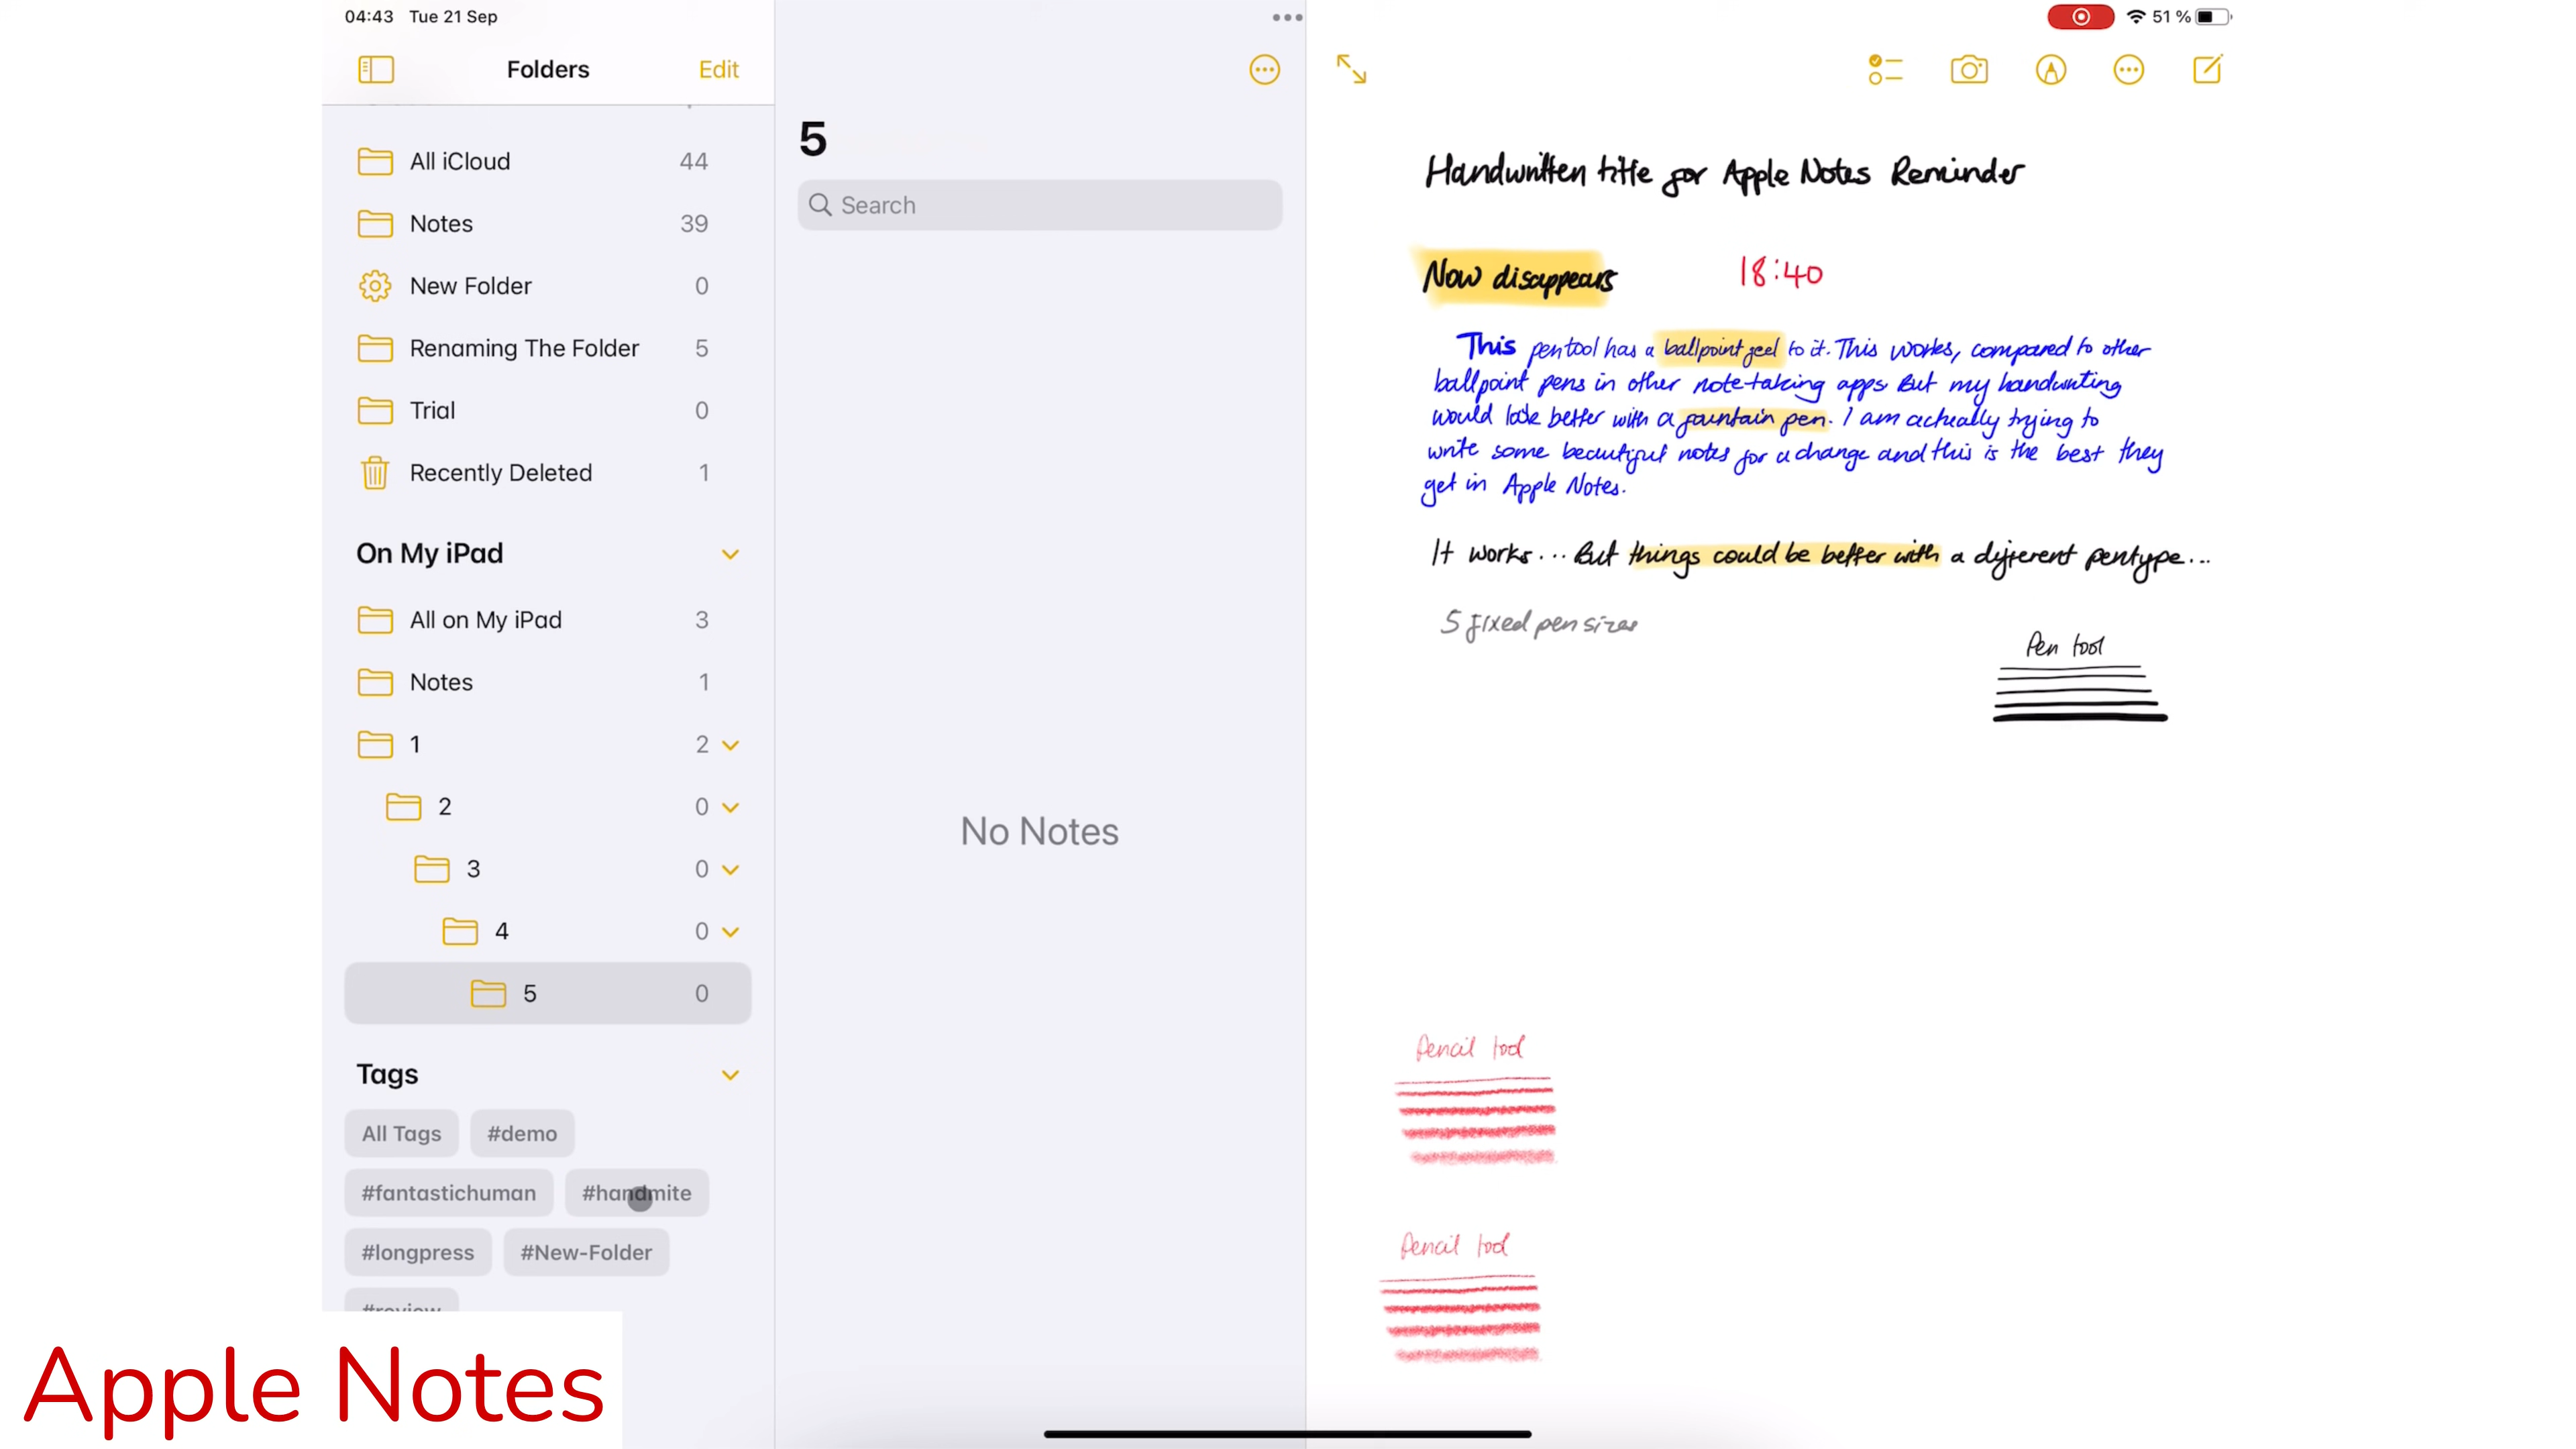 04:43 Tue 21 Sep
51 %
Folders
Edit
All iCloud 44
Notes 39
New Folder 0
Renaming The Folder 5
Trial 0
Recently Deleted 1
On My iPad
All on My iPad 3
Notes 1
1 2
2 0
3 0
4 0
5 0
Tags
All Tags #demo
#fantastichuman #handmite
#longpress #New-Folder
#review
Apple Notes
5
Search
No Notes
Handwritten title for Apple Notes Reminder
Now disappears 18:40
This pen tool has a ballpoint feel to it. This works, compared to other
ballpoint pens in other note-taking apps. But my handwriting
would look better with a fountain pen. I am actually trying to
write some beautiful notes for a change and this is the best they
get in Apple Notes.
It works... But things could be better with a different pentype...
5 fixed pen sizes
Pen tool
Pencil tool
Pencil tool